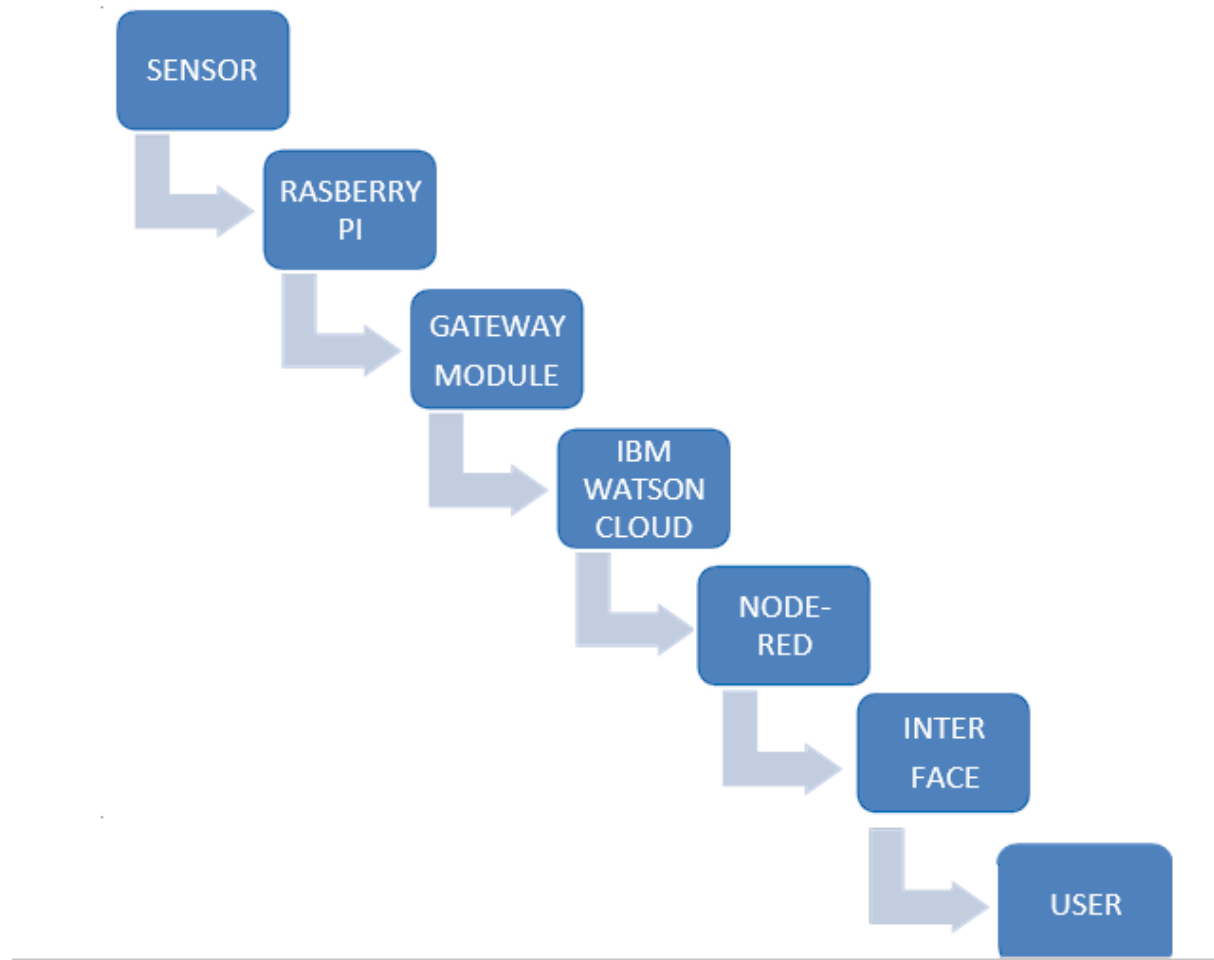 SENSOR
RASBERRY
PI
GATEWAY
MODULE
IBM
WATSON
CLOUD
NODE-
RED
INTER
FACE
USER